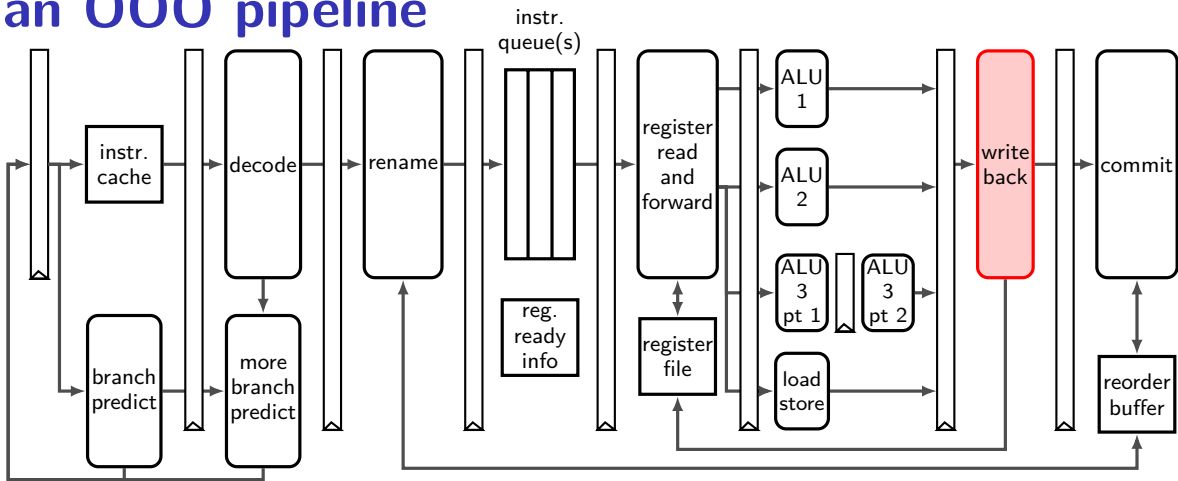 an OOO pipeline
instr.
queue(s)
instr.
cache
decode
rename
register
read
and
forward
ALU
1
ALU
2
ALU
3
pt 1
ALU
3
pt 2
load
store
write
back
commit
branch
predict
more
branch
predict
reg.
ready
info
register
file
reorder
buffer